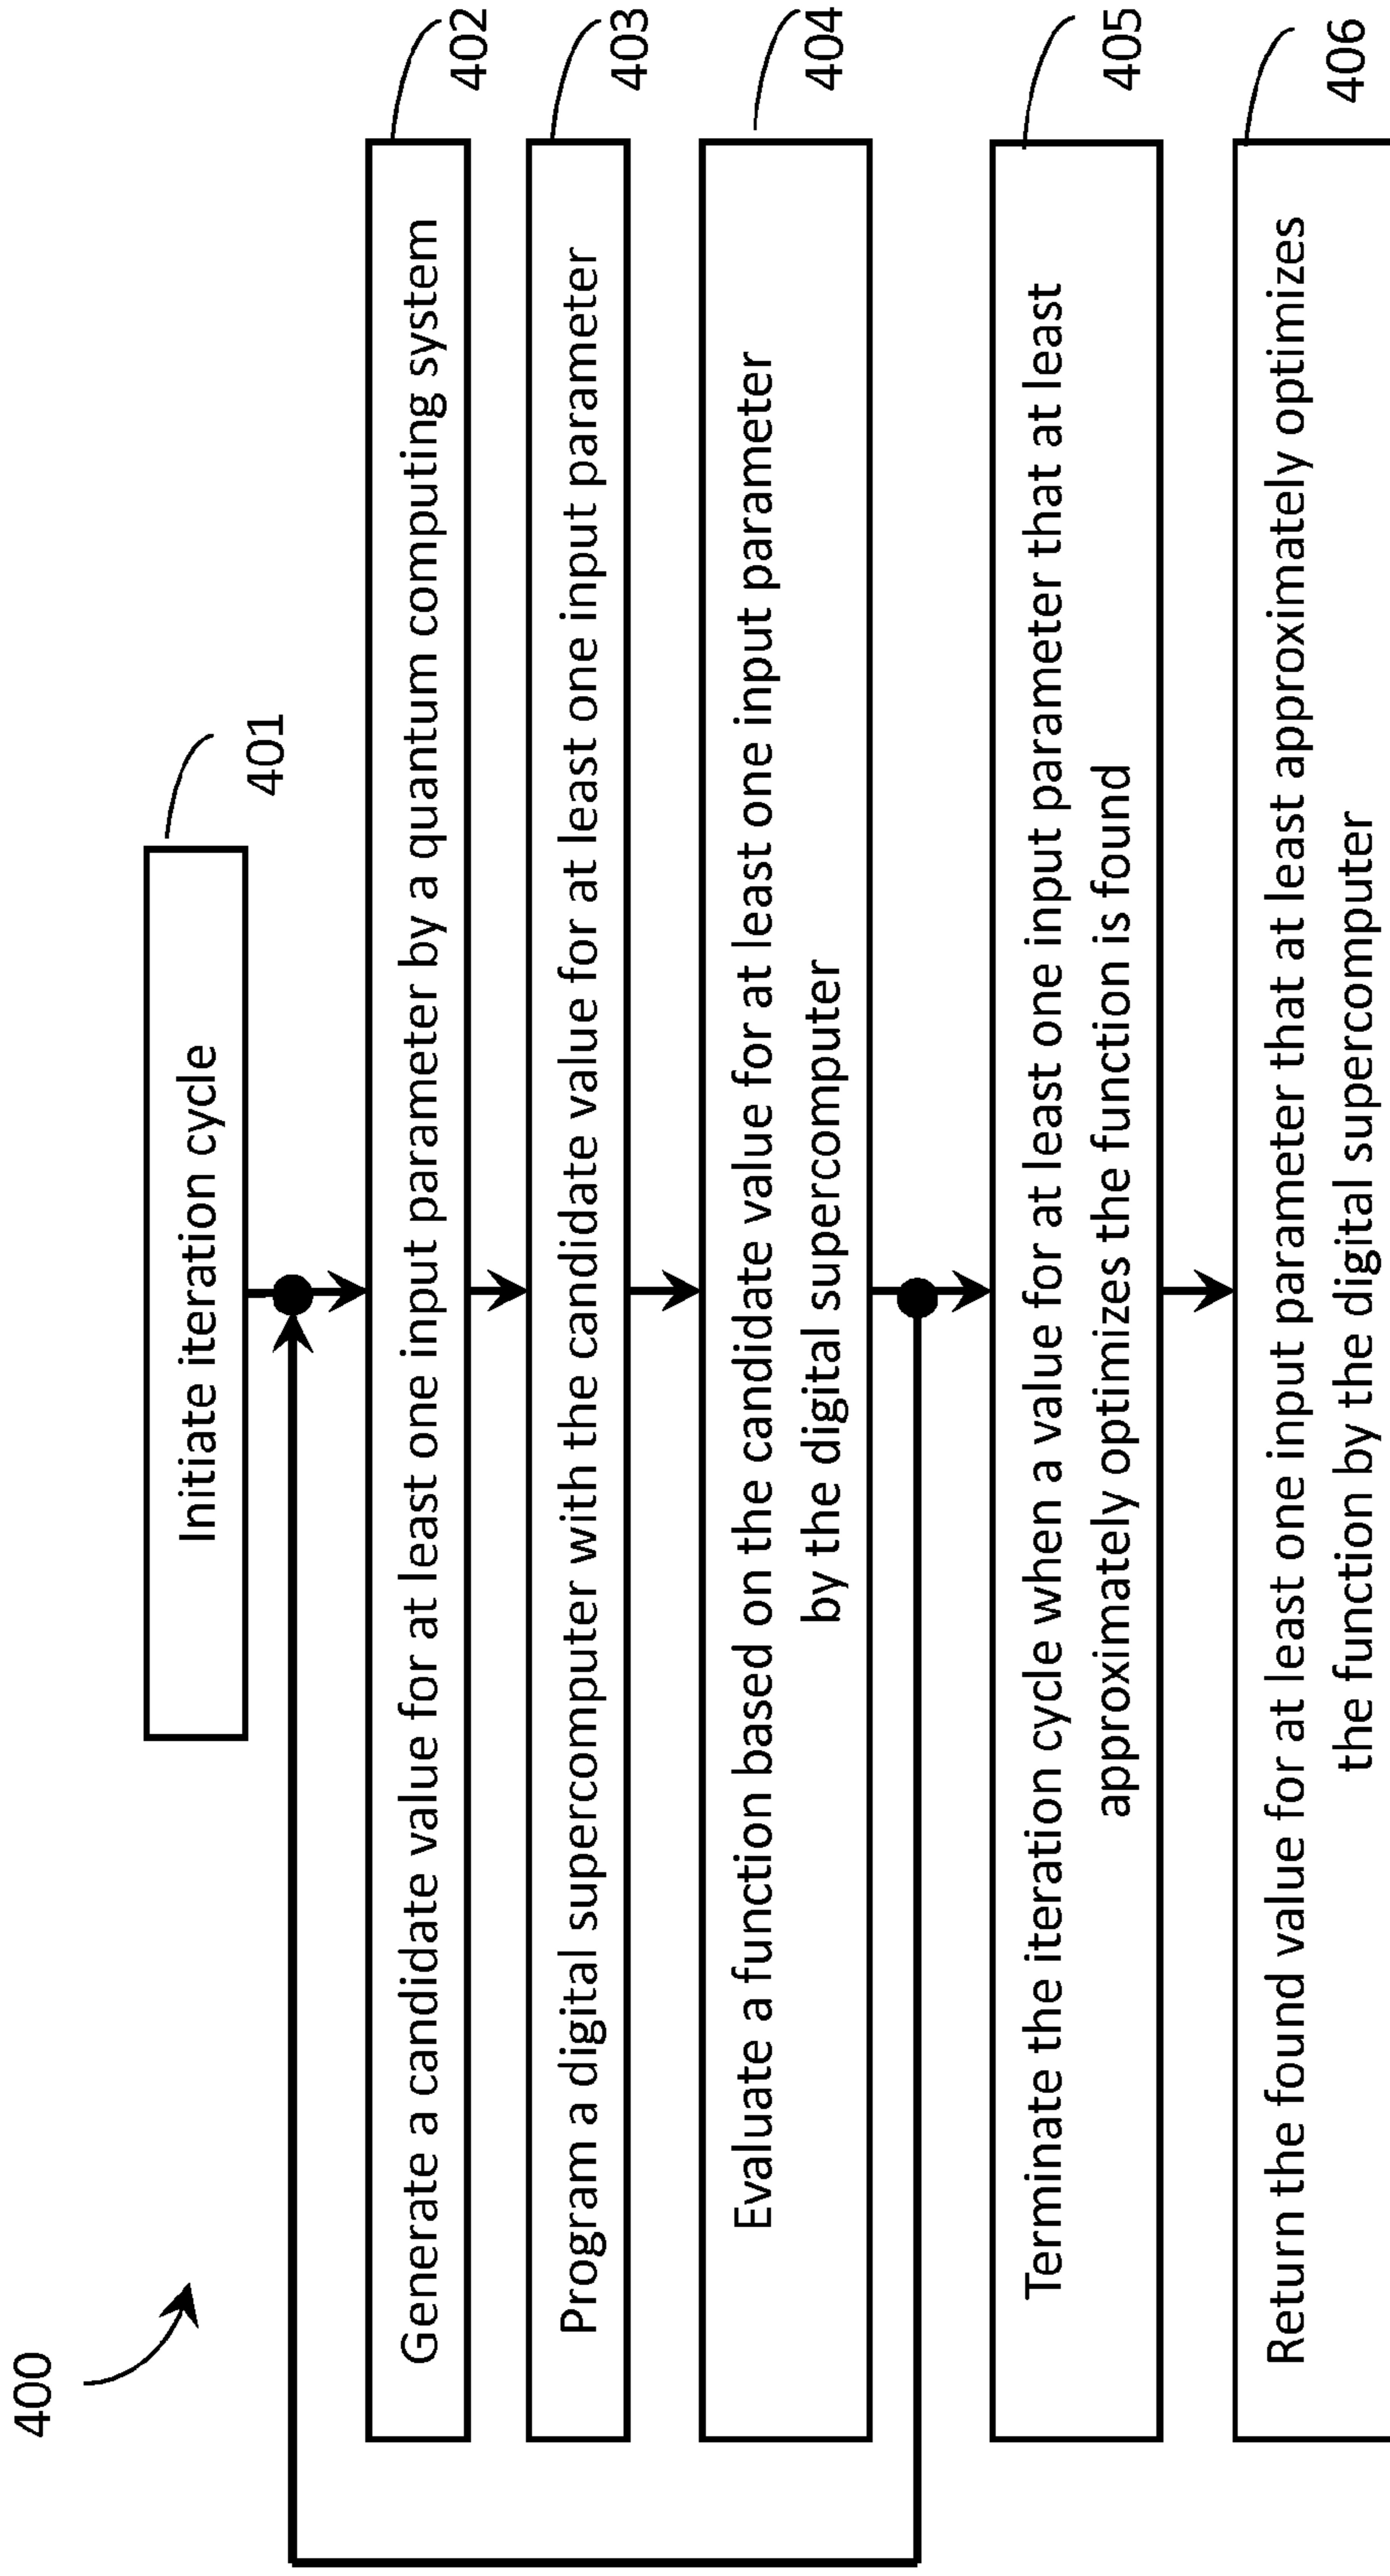 400
Initiate iteration cycle
401
Generate a candidate value for at least one input parameter by a quantum computing system
402
Program a digital supercomputer with the candidate value for at least one input parameter
403
Evaluate a function based on the candidate value for at least one input parameter
by the digital supercomputer
404
Terminate the iteration cycle when a value for at least one input parameter that at least
approximately optimizes the function is found
405
Return the found value for at least one input parameter that at least approximately optimizes
the function by the digital supercomputer
406